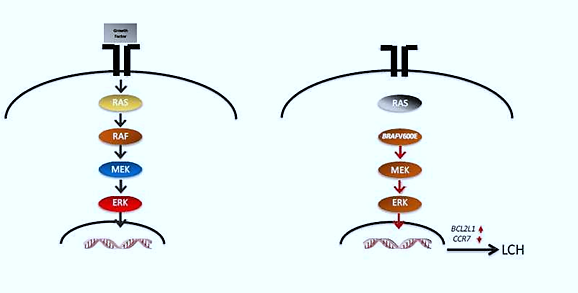 Growth
Factor
RAS
RAF
MEK
ERK
RAS
BRAFV600E
MEK
ERK
BCL2L1
CCR7
LCH